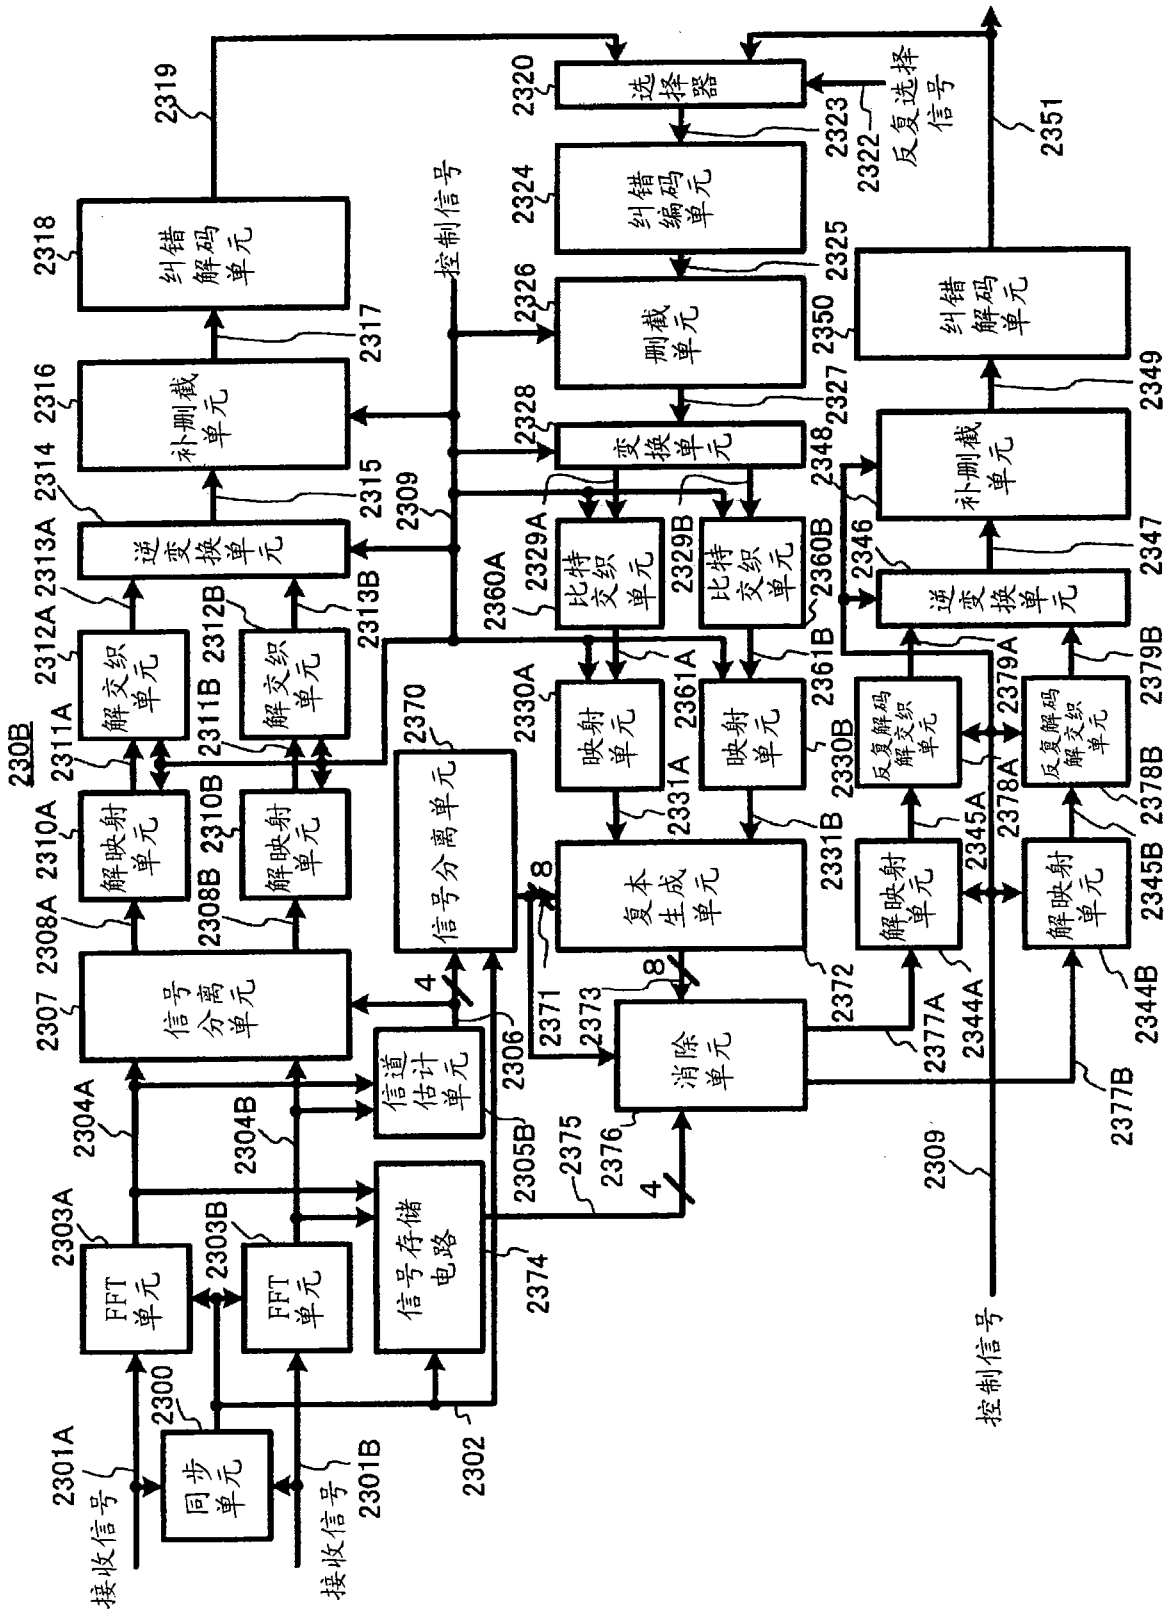 230B
接收信号
2301A
接收信号
2301B
同步
单元
2300
2302
FFT
单元
2303A
FFT
单元
2303B
2304A
2304B
信号存储
电路
2374
信道
估计
单元
2305B
2306
4
信号
分离
单元
2307
2308A
2308B
解映射
单元
2310A
解映射
单元
2310B
2311A
2311B
解交织
单元
2312A
解交织
单元
2312B
2313A
2313B
逆变换单元
2314
2315
补删截
单元
2316
2317
纠错
解码
单元
2318
2319
信号分离单元
2370
8
2371
控制信号
2309
选择器
2320
反复选择
信号
2322
2323
纠错
编码
单元
2324
2325
删截
单元
2326
2327
变换单元
2328
2329A
2329B
比特
交织
单元
2360A
比特
交织
单元
2360B
2361A
2361B
映射
单元
2330A
映射
单元
2330B
2331A
2331B
复本
生成
单元
2372
8
2373
消除
单元
2376
4
2375
2377A
2377B
解映射
单元
2344A
解映射
单元
2344B
2345A
2345B
反复解码
解交织
单元
2378A
反复解码
解交织
单元
2378B
2379A
2379B
逆变换单元
2346
2347
补删截
单元
2348
2349
纠错
解码
单元
2350
2351
控制信号
2309